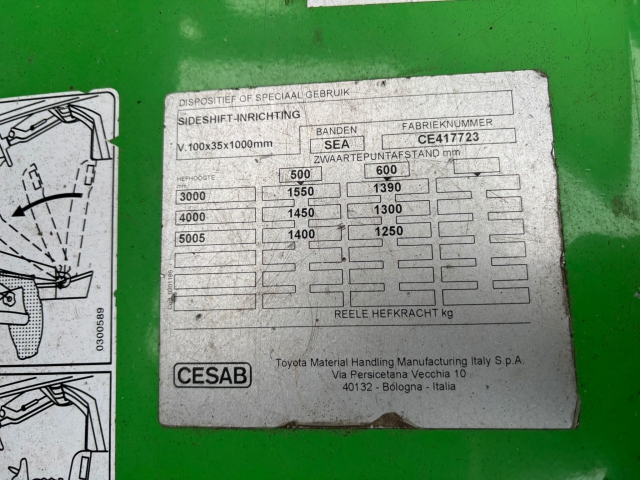 DISPOSITIEF OF SPECIAAL GEBRUIK
SIDESHIFT-INRICHTING
V.100x35x1000mm
BANDEN
SEA
FABRIEKNUMMER
CE417723
ZWAARTEPUNTAFSTAND mm
HEFHOOGTE
mm
500 600
3000 1550 1390
4000 1450 1300
5005 1400 1250
REELE HEFKRACHT kg
CESAB
Toyota Material Handling Manufacturing Italy S.p.A.
Via Persicetana Vecchia 10
40132 - Bologna - Italia
0300589